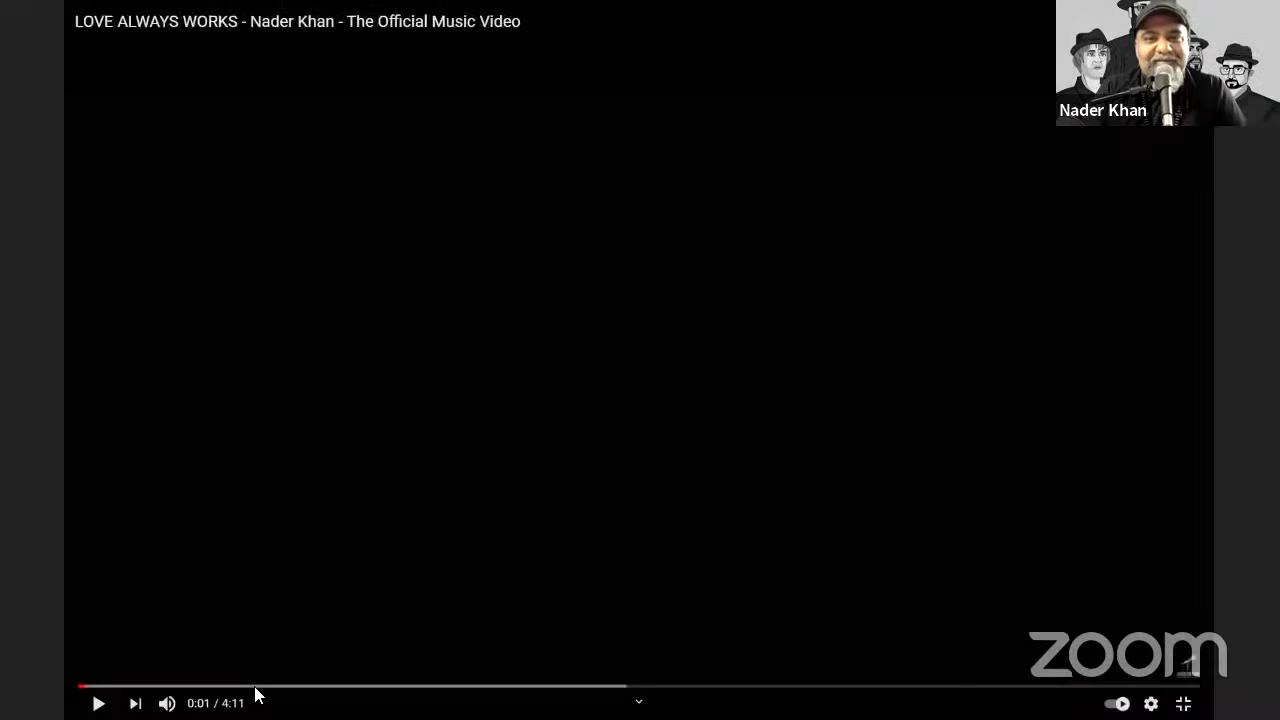 LOVE ALWAYS WORKS - Nader Khan - The Official Music Video
Nader Khan
zoom
0:01 / 4:11